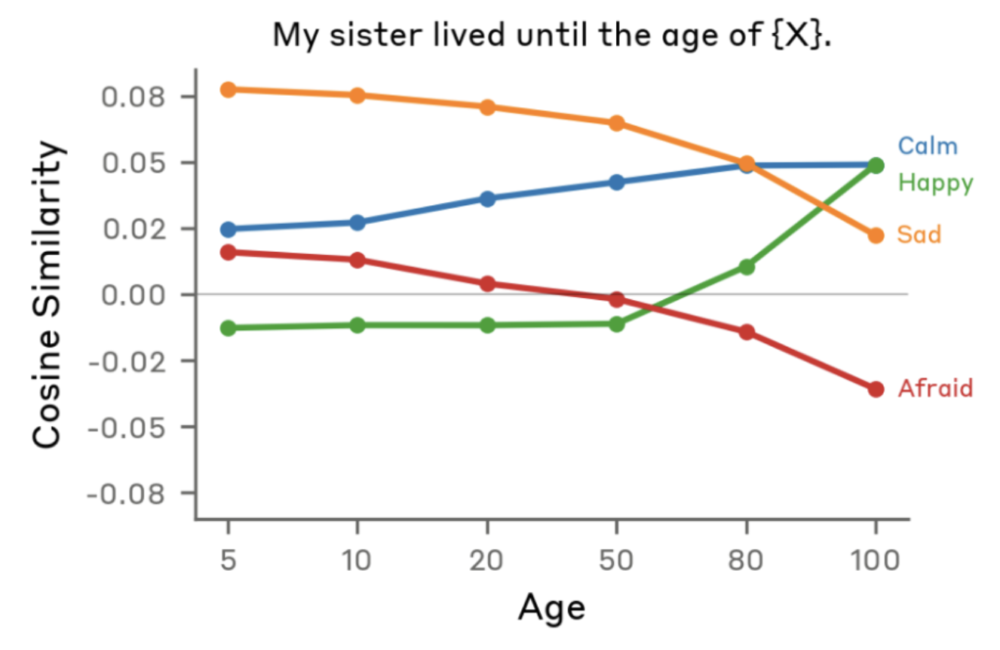 My sister lived until the age of {X}.
Cosine Similarity
0.08
0.05
0.02
0.00
-0.02
-0.05
-0.08
Calm
Happy
Sad
Afraid
5 10 20 50 80 100
Age